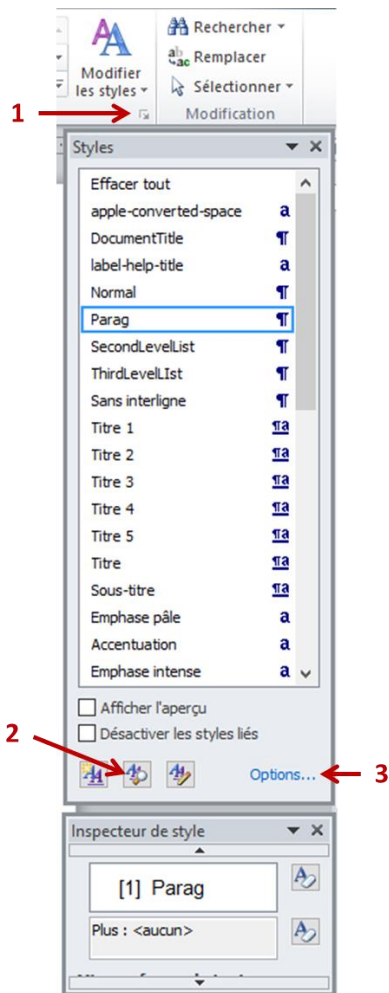 Modifier
les styles
Rechercher
Remplacer
Sélectionner
Modification
1
Styles
Effacer tout
apple-converted-space a
DocumentTitle ¶
label-help-title a
Normal ¶
Parag ¶
SecondLevelList ¶
ThirdLevelLIst ¶
Sans interligne ¶
Titre 1 ¶a
Titre 2 ¶a
Titre 3 ¶a
Titre 4 ¶a
Titre 5 ¶a
Titre ¶a
Sous-titre ¶a
Emphase pâle a
Accentuation a
Emphase intense a
Afficher l'aperçu
Désactiver les styles liés
2
Options...
3
Inspecteur de style
[1] Parag
Plus : <aucun>